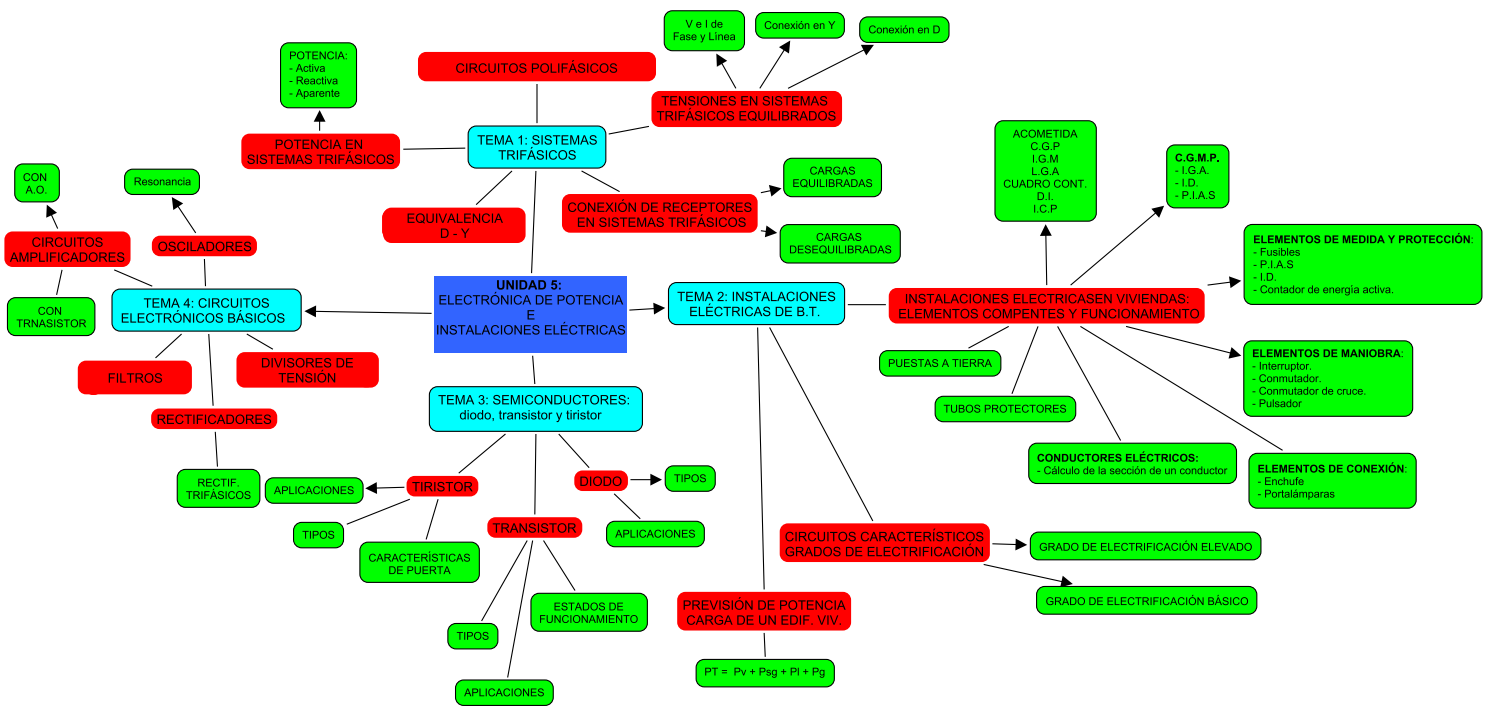 V e I de
Fase y Linea
Conexión en Y
Conexión en D
POTENCIA:
- Activa
- Reactiva
- Aparente
CIRCUITOS POLIFÁSICOS
TENSIONES EN SISTEMAS
TRIFÁSICOS EQUILIBRADOS
POTENCIA EN
SISTEMAS TRIFASICOS
TEMA 1: SISTEMAS
TRIFÁSICOS
EQUIVALENCIA
D - Y
CONEXIÓN DE RECEPTORES
EN SISTEMAS TRIFÁSICOS
CARGAS
EQUILIBRADAS
CARGAS
DESEQUILIBRADAS
CON
A.O.
Resonancia
CIRCUITOS
AMPLIFICADORES
OSCILADORES
CON
TRNASISTOR
TEMA 4: CIRCUITOS
ELECTRÓNICOS BÁSICOS
FILTROS
DIVISORES DE
TENSIÓN
RECTIFICADORES
RECTIF.
TRIFÁSICOS
UNIDAD 5:
ELECTRÓNICA DE POTENCIA
E
INSTALACIONES ELÉCTRICAS
TEMA 2: INSTALACIONES
ELÉCTRICAS DE B.T.
ACOMETIDA
C.G.P
I.G.M
L.G.A
CUADRO CONT.
D.I.
I.C.P
C.G.M.P.
- I.G.A.
- I.D.
- P.I.A.S
ELEMENTOS DE MEDIDA Y PROTECCIÓN:
- Fusibles
- P.I.A.S
- I.D.
- Contador de energía activa.
INSTALACIONES ELECTRICASEN VIVIENDAS:
ELEMENTOS COMPENTES Y FUNCIONAMIENTO
PUESTAS A TIERRA
TUBOS PROTECTORES
CONDUCTORES ELÉCTRICOS:
- Cálculo de la sección de un conductor
ELEMENTOS DE MANIOBRA:
- Interruptor.
- Conmutador.
- Conmutador de cruce.
- Pulsador
ELEMENTOS DE CONEXIÓN:
- Enchufe
- Portalámparas
TEMA 3: SEMICONDUCTORES:
diodo, transistor y tiristor
TIRISTOR
APLICACIONES
TIPOS
CARACTERÍSTICAS
DE PUERTA
TRANSISTOR
TIPOS
APLICACIONES
ESTADOS DE
FUNCIONAMIENTO
DIODO
TIPOS
APLICACIONES
CIRCUITOS CARACTERÍSTICOS
GRADOS DE ELECTRIFICACIÓN
GRADO DE ELECTRIFICACIÓN ELEVADO
GRADO DE ELECTRIFICACIÓN BÁSICO
PREVISIÓN DE POTENCIA
CARGA DE UN EDIF. VIV.
PT = Pv + Psg + Pl + Pg